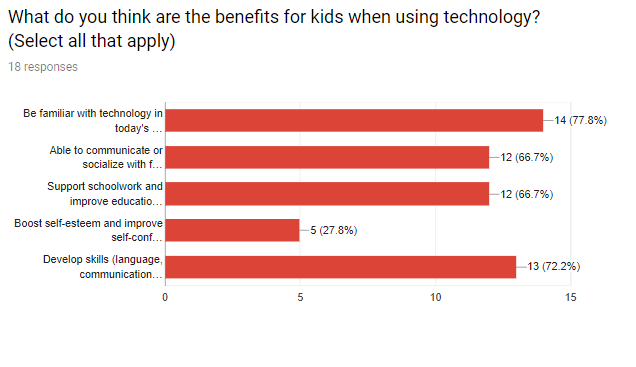 What do you think are the benefits for kids when using technology?
(Select all that apply)
18 responses
Be familiar with technology in
today's ...
14 (77.8%)
Able to communicate or
socialize with f...
12 (66.7%)
Support schoolwork and
improve educatio...
12 (66.7%)
Boost self-esteem and improve
self-conf...
5 (27.8%)
Develop skills (language,
communication...
13 (72.2%)
0 5 10 15